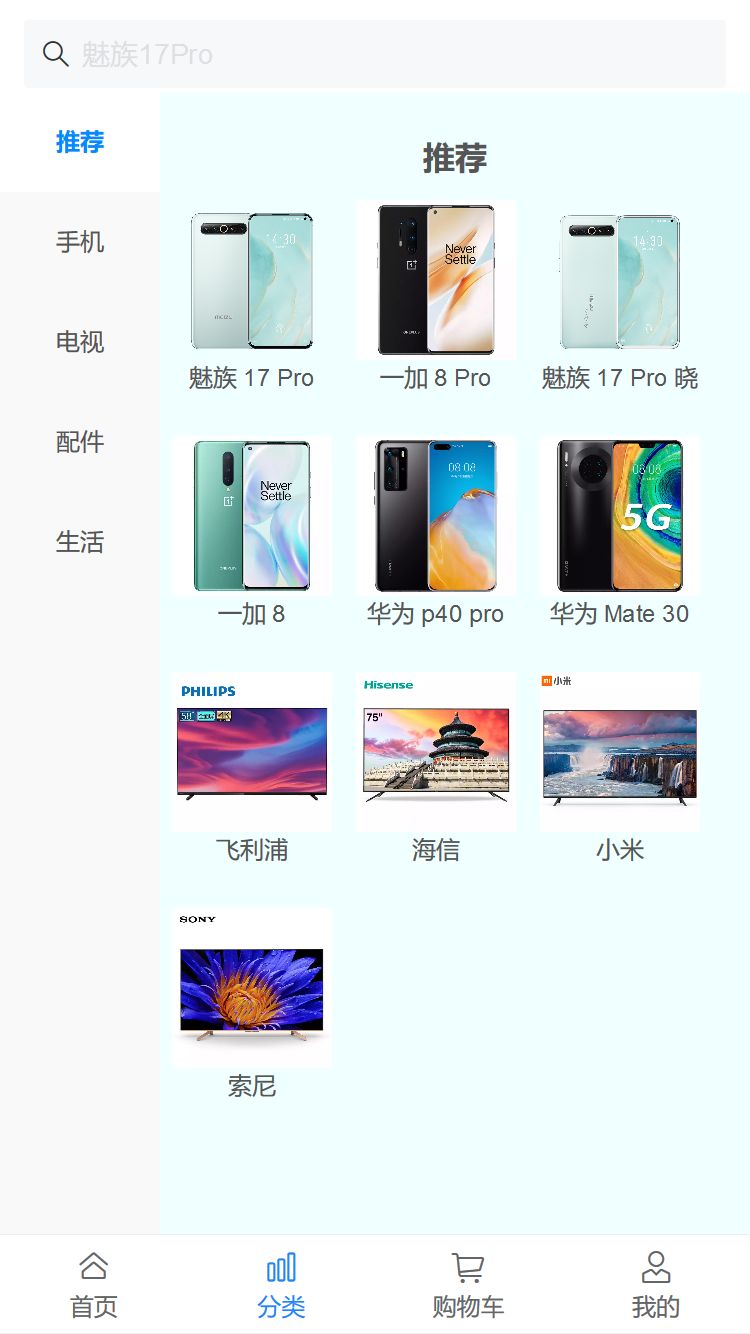 魅族17Pro
推荐
手机
电视
配件
生活
推荐
14:30
MEIZU
Never
Settle
ONEPLUS
14:30
魅族 17 Pro
一加 8 Pro
魅族 17 Pro 晓
Never
Settle
08:08
08:08
5G
一加 8
华为 p40 pro
华为 Mate 30
PHILIPS
58" 4K
Hisense
75"
小米
飞利浦
海信
小米
SONY
索尼
首页
分类
购物车
我的